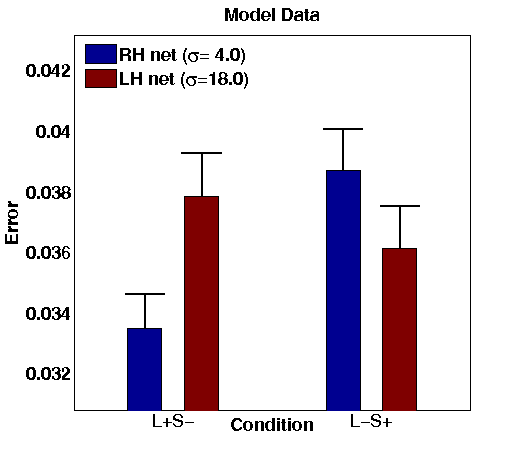 Model Data
RH net (σ= 4.0)
LH net (σ=18.0)
0.042
0.04
0.038
0.036
0.034
0.032
Error
L+S−
L−S+
Condition